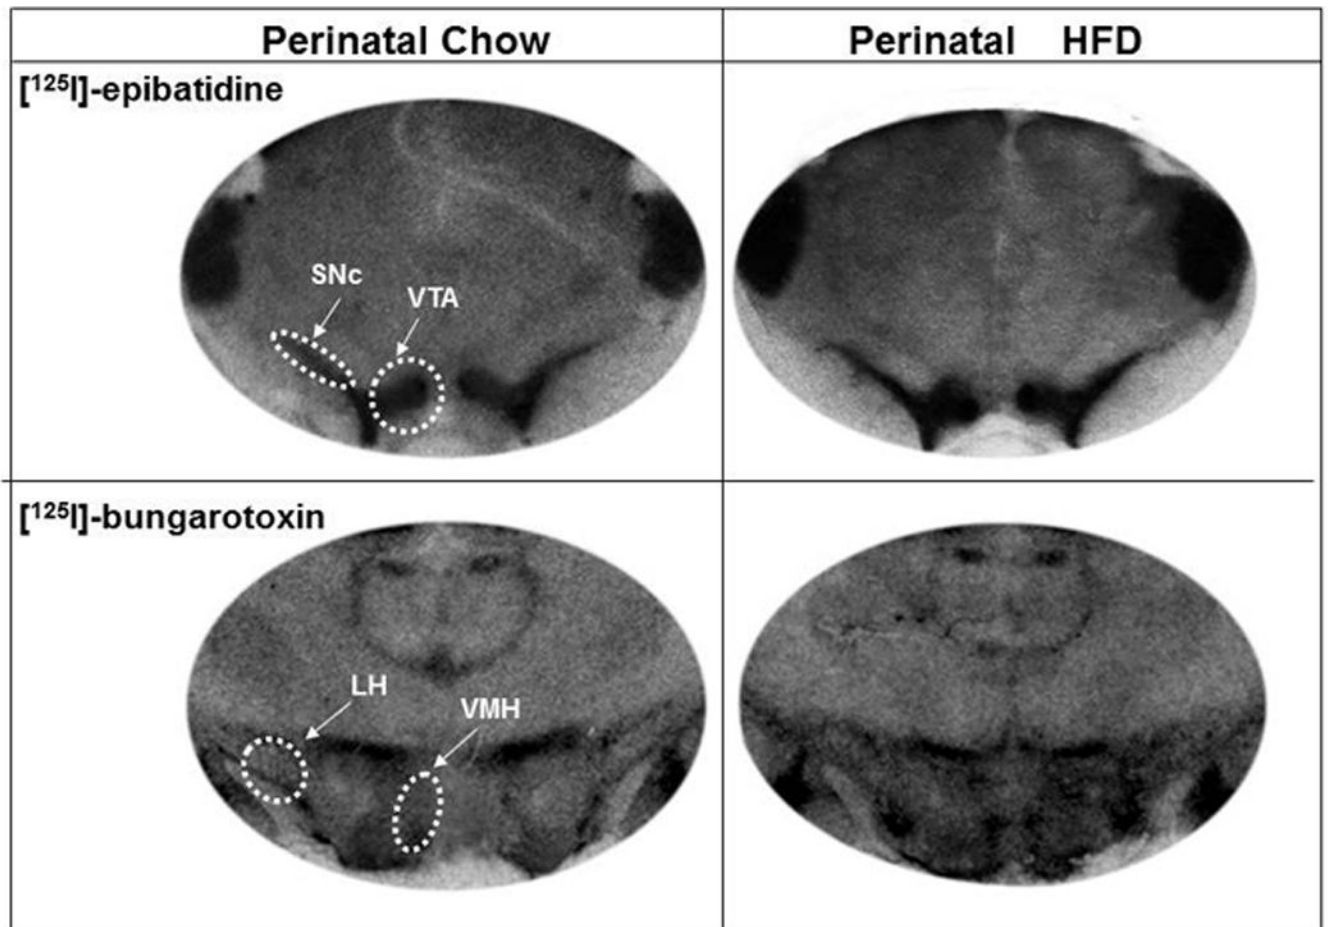 Perinatal Chow
Perinatal HFD
[¹²⁵I]-epibatidine
SNc
VTA
[¹²⁵I]-bungarotoxin
LH
VMH